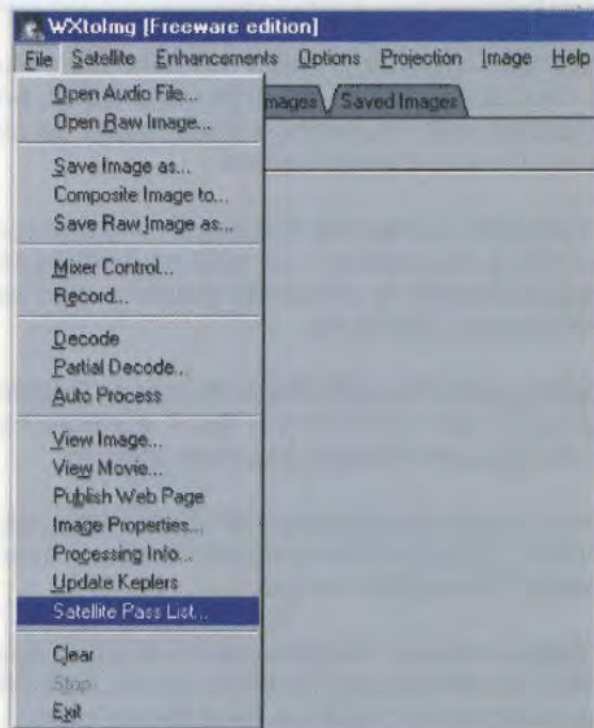 WXtoImg [Freeware edition]
File Satellite Enhancements Options Projection Image Help
Open Audio File...
mages Saved Images
Open Raw Image...
Save Image as...
Composite Image to...
Save Raw Image as...
Mixer Control...
Record...
Decode
Partial Decode...
Auto Process
View Image...
View Movie...
Publish Web Page
Image Properties...
Processing Info...
Update Keplers
Satellite Pass List...
Clear
Stop
Exit